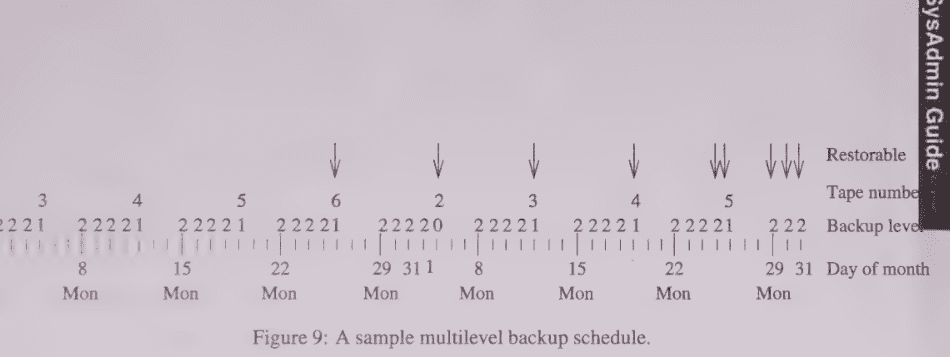 SysAdmin Guide
Restorable
3 4 5 6 2 3 4 5 Tape numbe
2 2 2 1 2 2 2 2 1 2 2 2 2 1 2 2 2 2 1 2 2 2 2 0 2 2 2 2 1 2 2 2 2 1 2 2 2 2 1 2 2 2 Backup level
8 15 22 29 31 1 8 15 22 29 31 Day of month
Mon Mon Mon Mon Mon Mon Mon Mon
Figure 9: A sample multilevel backup schedule.